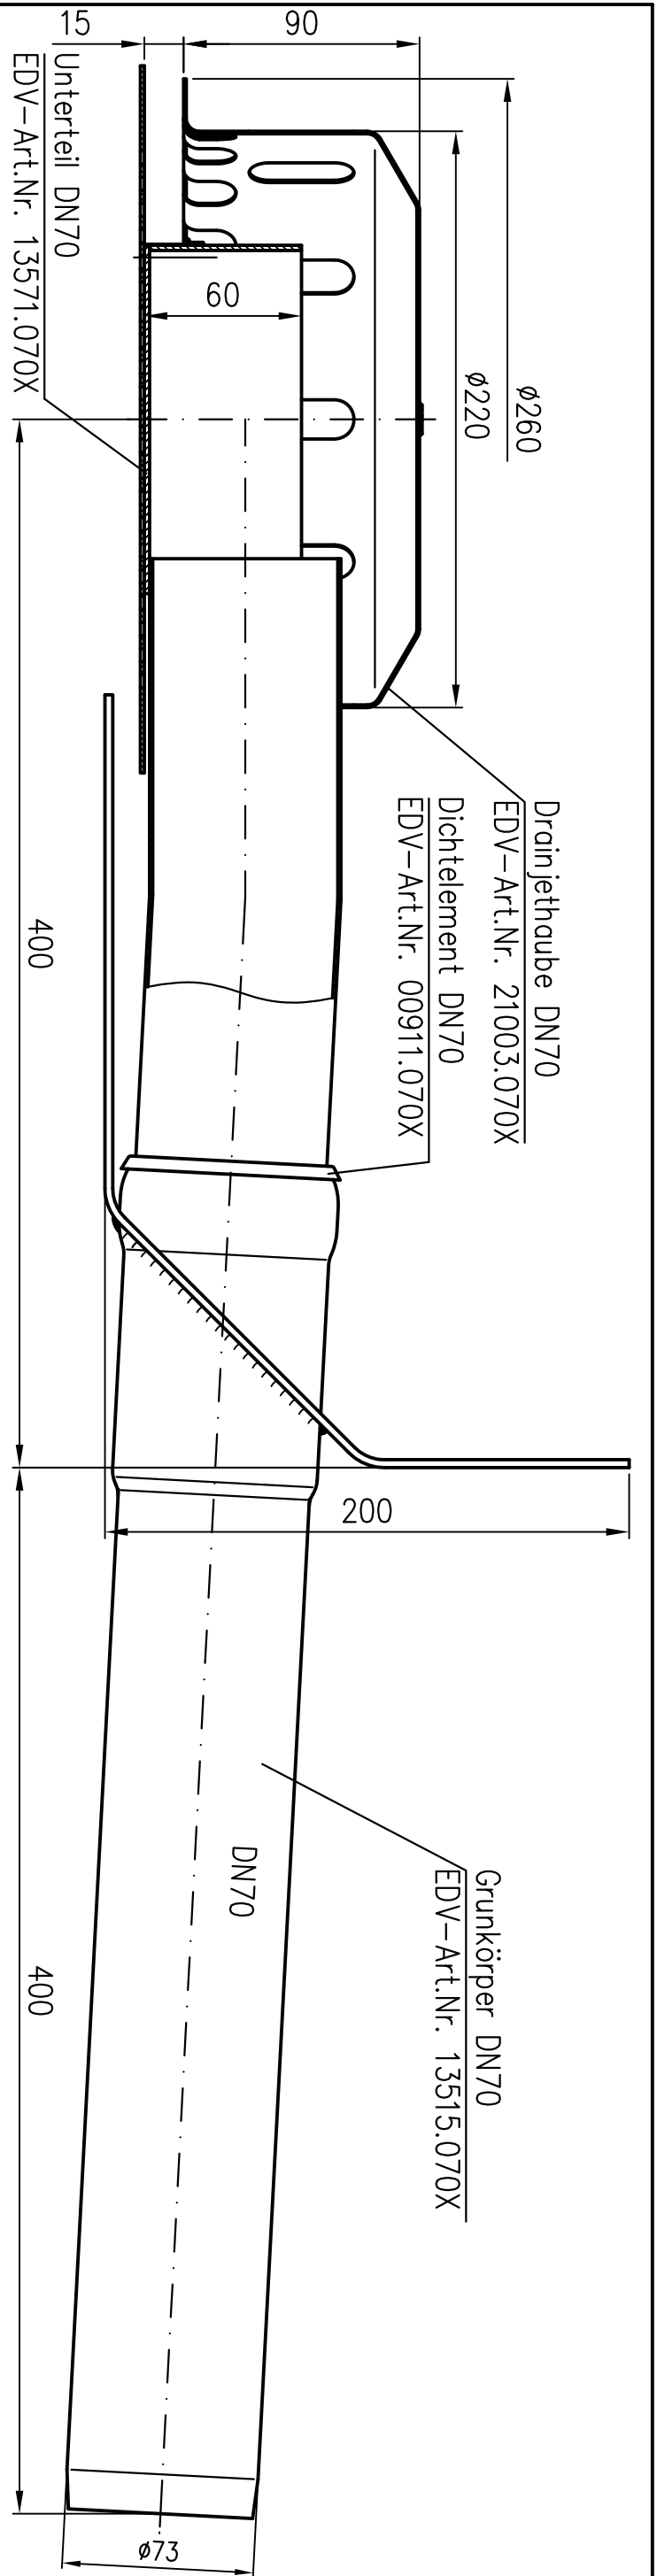 15
90
Unterteil DN70
EDV-Art.Nr. 13571.070X
60
ø260
ø220
Drainjethaube DN70
EDV-Art.Nr. 21003.070X
Dichtelement DN70
EDV-Art.Nr. 00911.070X
400
200
Grunkörper DN70
EDV-Art.Nr. 13515.070X
DN70
400
ø73